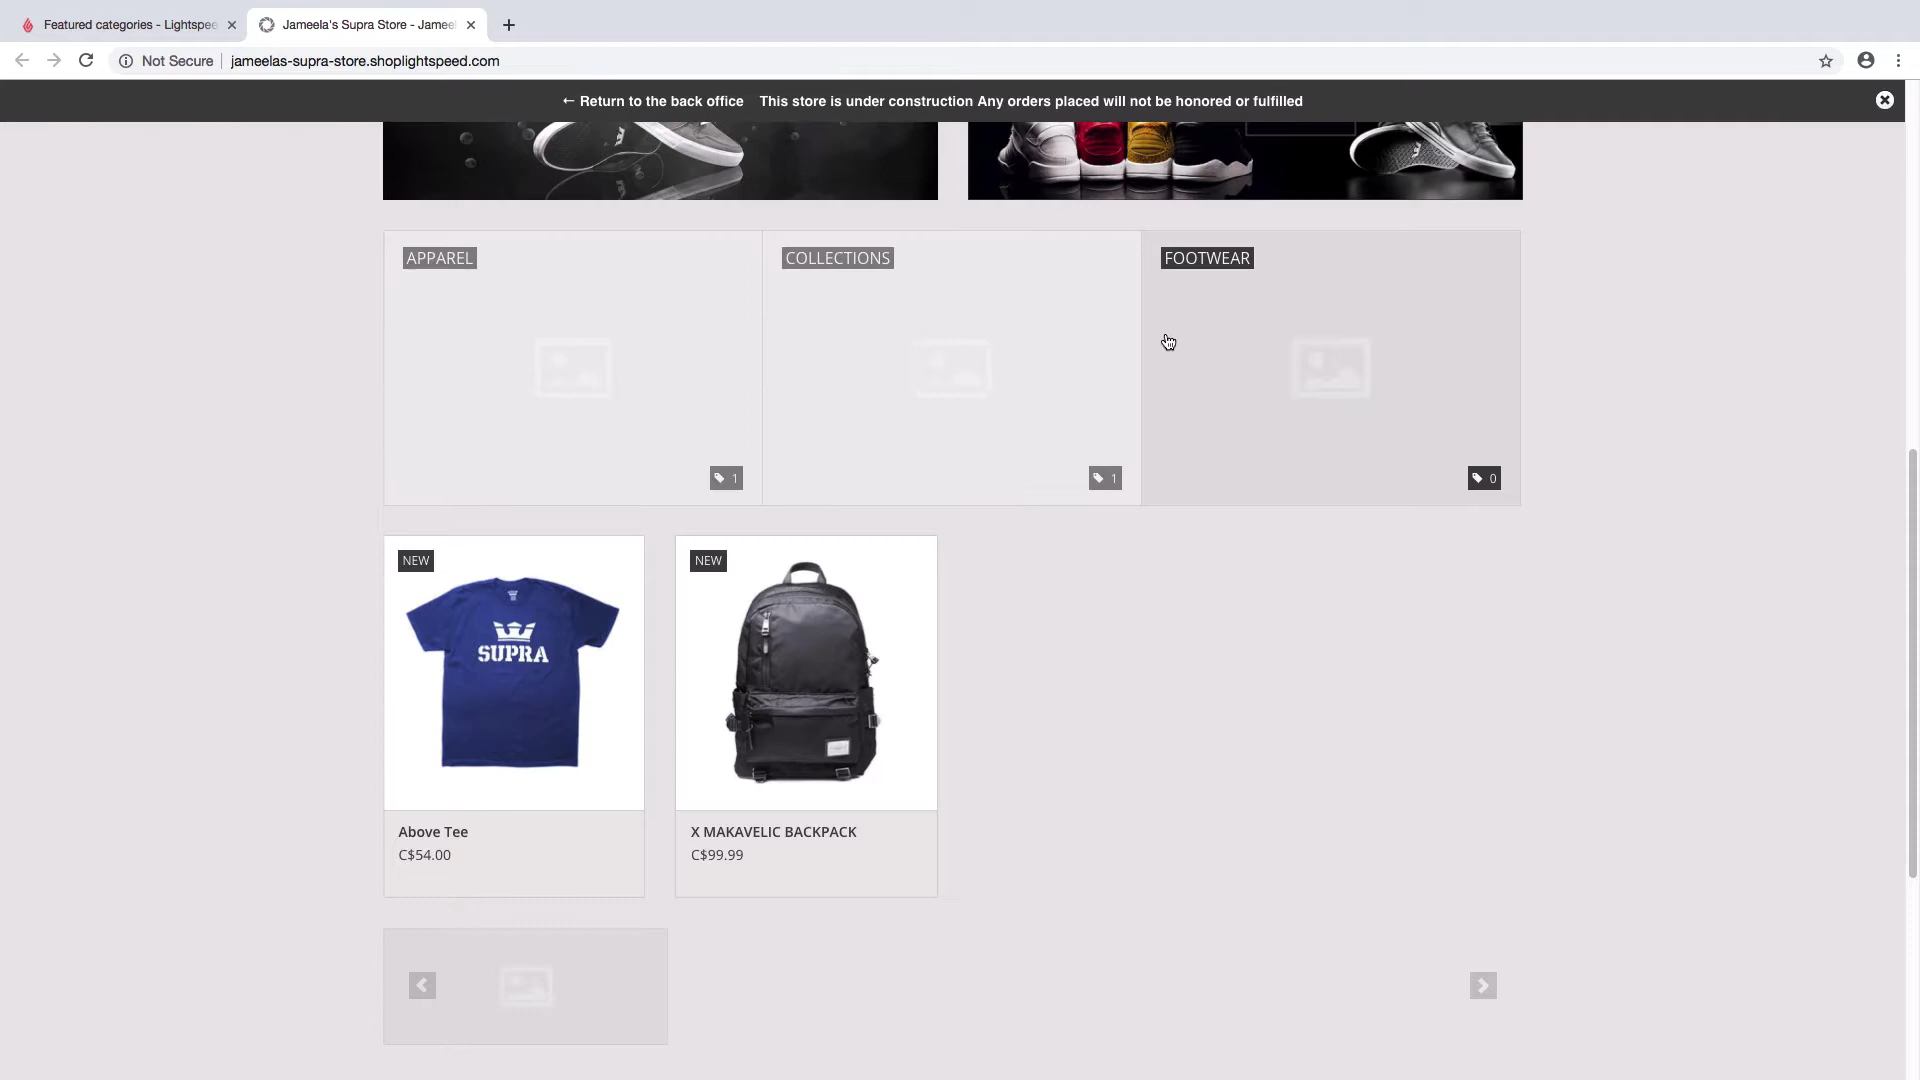 Featured categories - Lightspee
Jameela's Supra Store - Jamee
Not Secure
jameelas-supra-store.shoplightspeed.com
← Return to the back office This store is under construction Any orders placed will not be honored or fulfilled
APPAREL
COLLECTIONS
FOOTWEAR
1
1
0
NEW
NEW
SUPRA
Above Tee
C$54.00
X MAKAVELIC BACKPACK
C$99.99